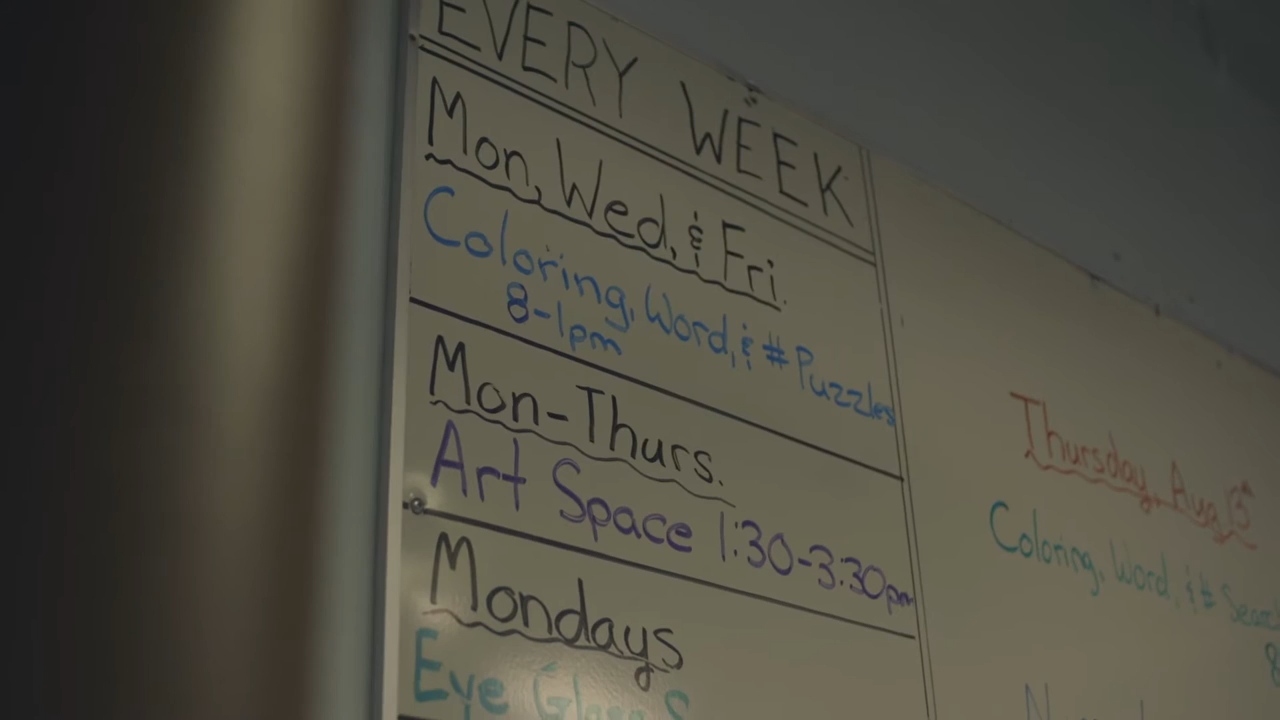 EVERY WEEK
Mon, Wed, & Fri.
Coloring, Word, & # Puzzles
8-1pm
Mon-Thurs.
Art Space 1:30-3:30pm
Mondays
Eye
Thursday, Aug
Coloring, Word, & #
8